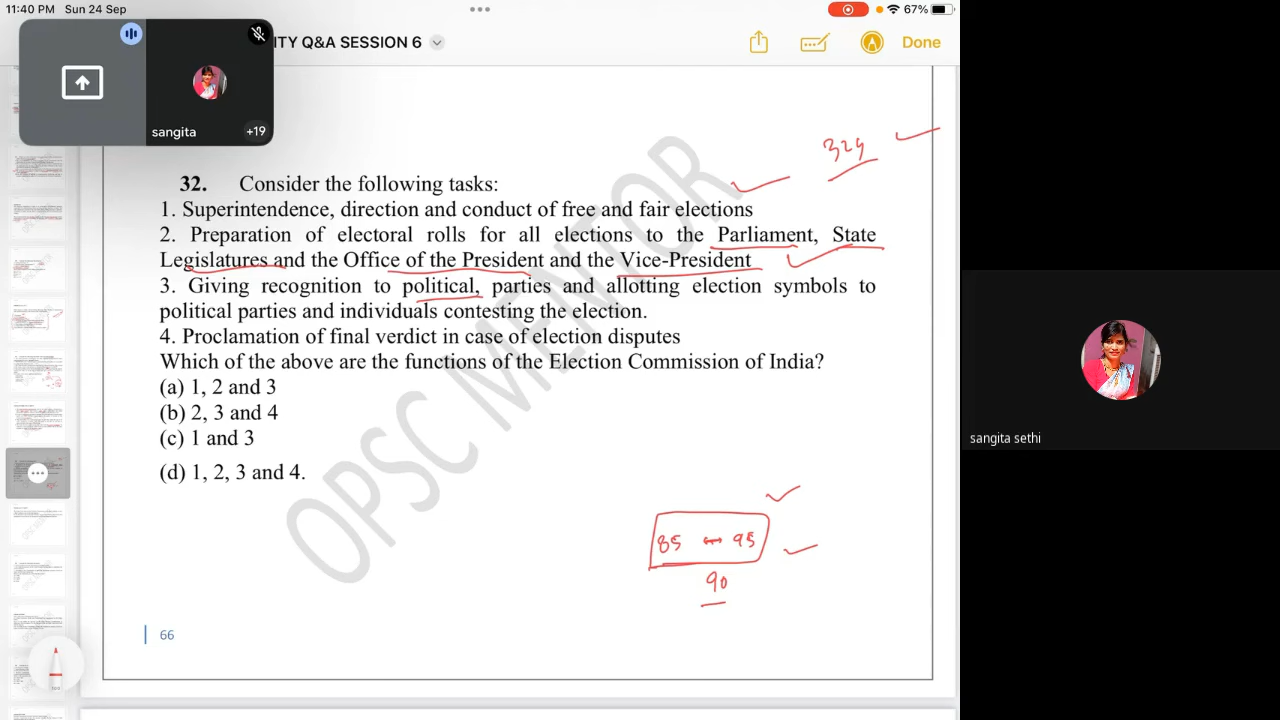 11:40 PM Sun 24 Sep
67%
ITY Q&A SESSION 6
Done
sangita
+19
324
32. Consider the following tasks:
1. Superintendence, direction and conduct of free and fair elections
2. Preparation of electoral rolls for all elections to the Parliament, State
Legislatures and the Office of the President and the Vice-President
3. Giving recognition to political, parties and allotting election symbols to
political parties and individuals contesting the election.
4. Proclamation of final verdict in case of election disputes
Which of the above are the functions of the Election Commission of India?
(a) 1, 2 and 3
(b) 2, 3 and 4
(c) 1 and 3
(d) 1, 2, 3 and 4.
OPSC MENTOR
85 ↔ 95
90
66
sangita sethi